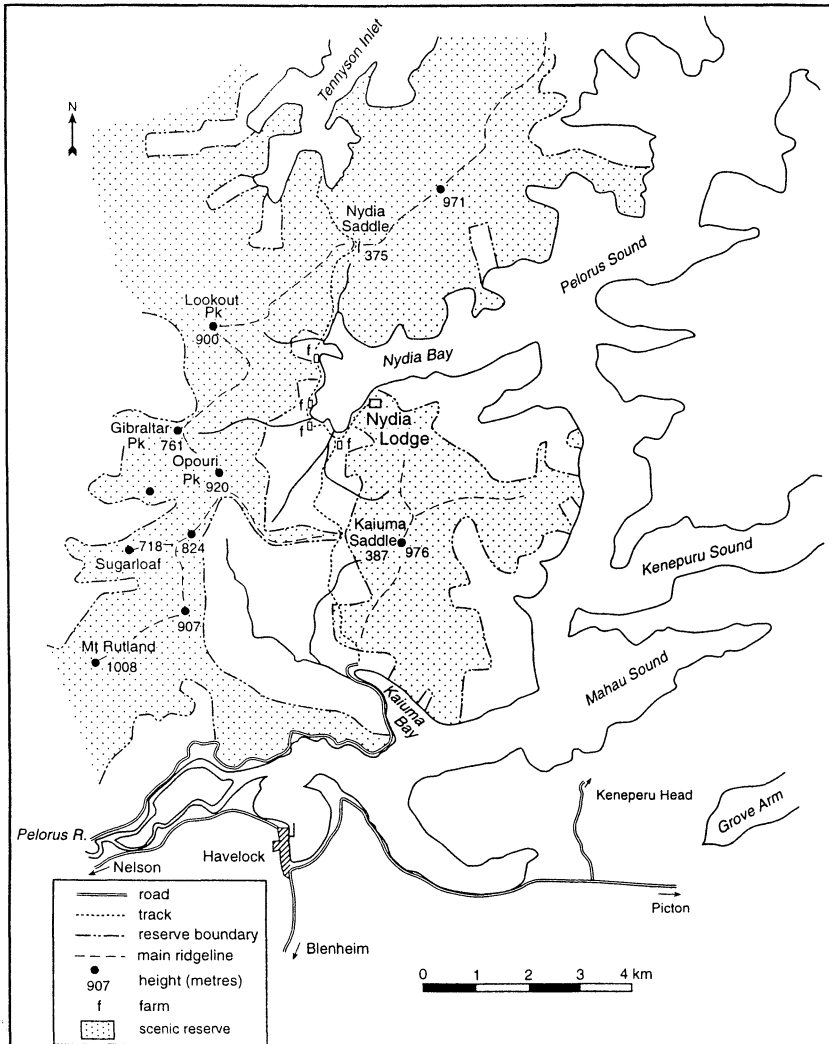 Tennyson Inlet
N
971
Nydia
Saddle
375
Pelorus Sound
Lookout
Pk
900
f
Nydia Bay
f
f
f
Nydia
Lodge
Gibraltar
Pk
761
Opouri
Pk
920
Kaiuma
Saddle
387
976
718
824
Sugarloaf
Kenepuru Sound
907
Mt Rutland
1008
Mahau Sound
Kaiuma
Bay
Keneperu Head
Grove Arm
Pelorus R.
Havelock
Nelson
Picton
Blenheim
road
track
reserve boundary
main ridgeline
907
height (metres)
f
farm
scenic reserve
0 1 2 3 4 km